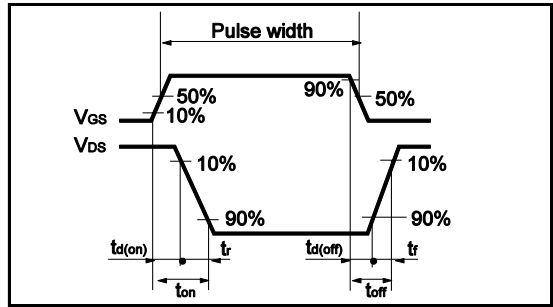 Pulse width
90%
50% 50%
10%
VGS
VDS
10% 10%
90% 90%
td(on) tr td(off) tf
ton toff